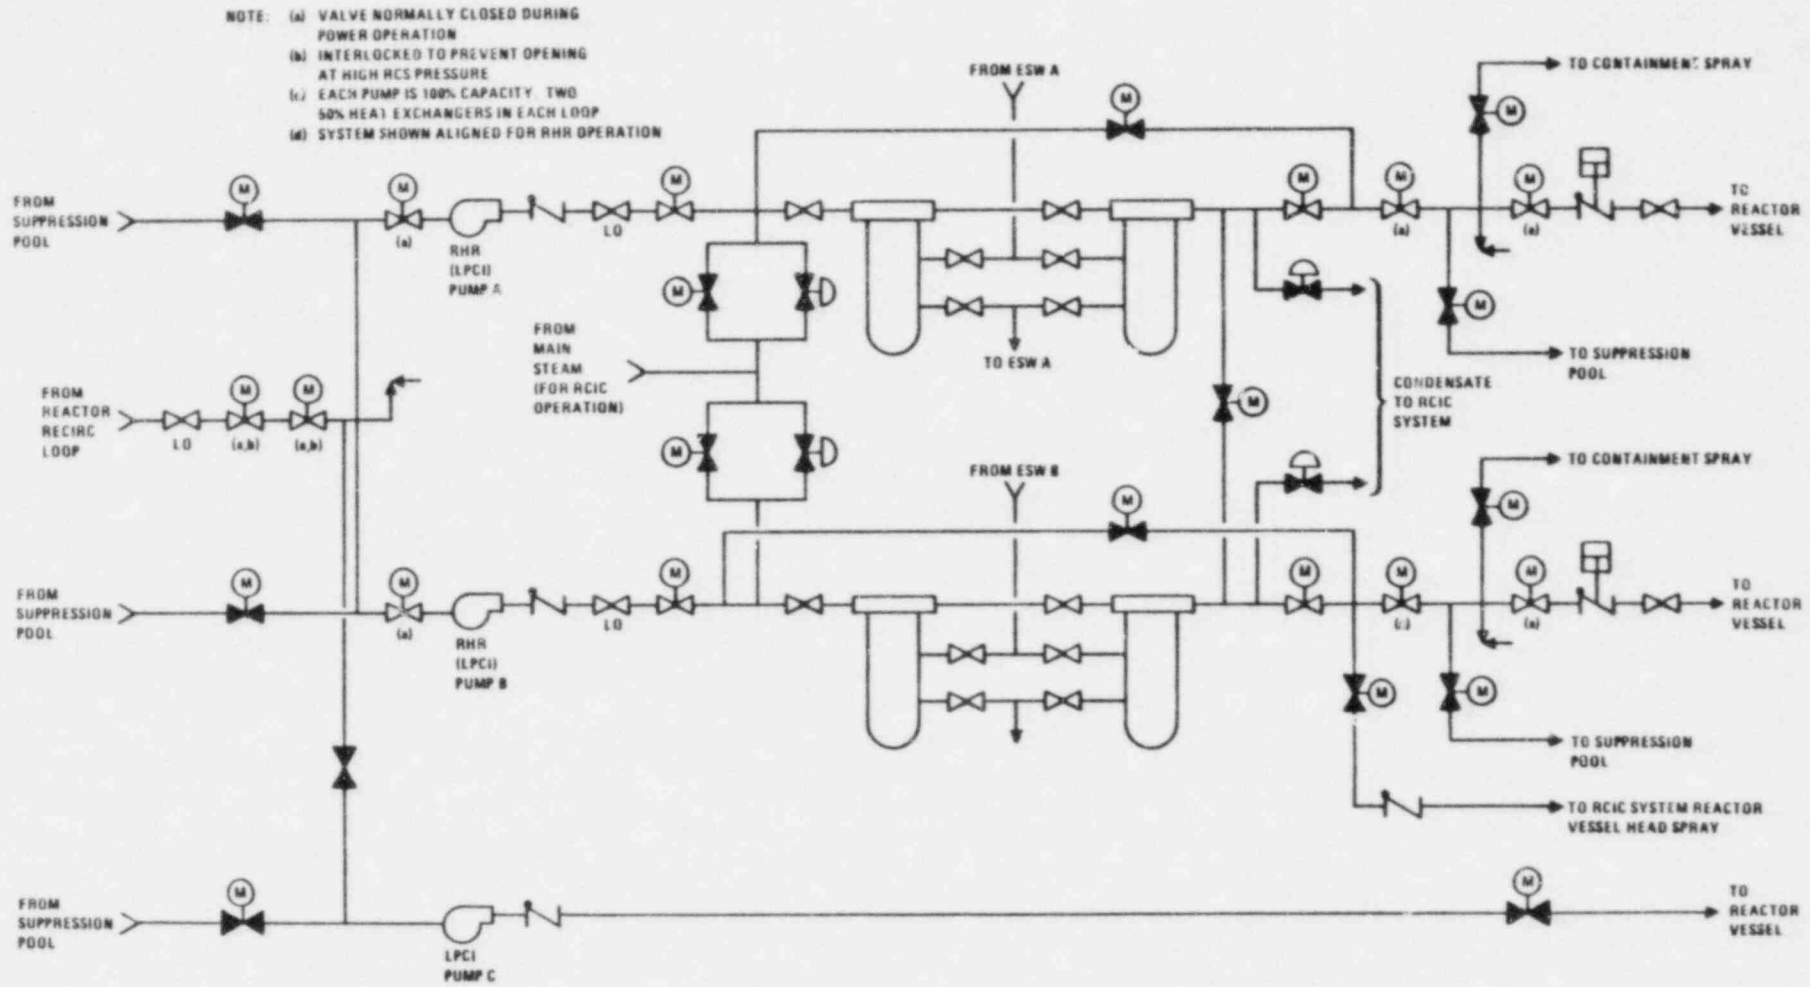 NOTE: (a) VALVE NORMALLY CLOSED DURING
POWER OPERATION
(b) INTERLOCKED TO PREVENT OPENING
AT HIGH RCS PRESSURE
(c) EACH PUMP IS 100% CAPACITY. TWO
50% HEAT EXCHANGERS IN EACH LOOP
(d) SYSTEM SHOWN ALIGNED FOR RHR OPERATION
FROM ESW A
M
TO CONTAINMENT SPRAY
M
FROM
SUPPRESSION
POOL
M
M
(a)
RHR
(LPCI)
PUMP A
LO
M
M
M
(a)
M
(a)
TO
REACTOR
VESSEL
M
M
TO ESW A
TO SUPPRESSION
POOL
FROM
MAIN
STEAM
(FOR RCIC
OPERATION)
FROM
REACTOR
RECIRC
LOOP
LO
M
(a,b)
M
(a,b)
M
CONDENSATE
TO RCIC
SYSTEM
M
FROM ESW B
M
TO CONTAINMENT SPRAY
M
FROM
SUPPRESSION
POOL
M
M
(a)
RHR
(LPCI)
PUMP B
LO
M
M
M
M
(a)
TO
REACTOR
VESSEL
M
M
TO SUPPRESSION
POOL
TO RCIC SYSTEM REACTOR
VESSEL HEAD SPRAY
FROM
SUPPRESSION
POOL
M
LPCI
PUMP C
M
TO
REACTOR
VESSEL